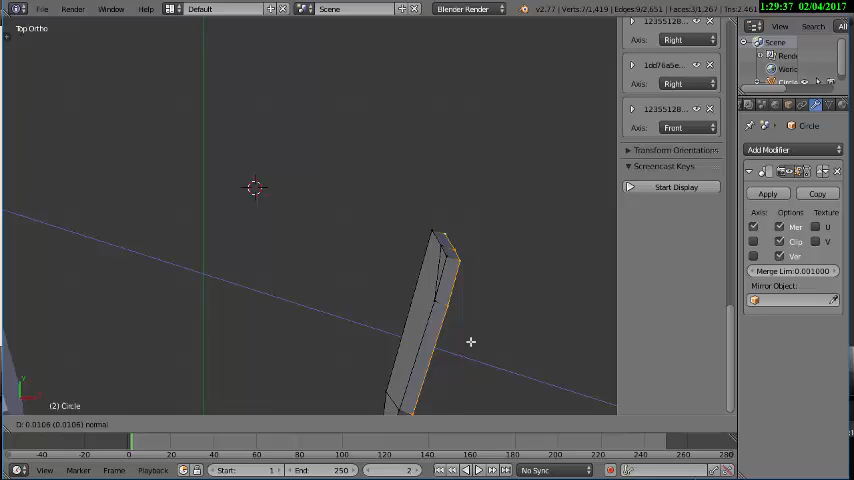 File Render Window Help Default Scene Blender Render v2.77 | Verts:7/1,419 | Edges:9/2,651 | Faces:3/1,267 | Tris:2,461
1:29:37 02/04/2017
Top Ortho
12355128...
Axis: Right
1dd76a5e...
Axis: Right
12355128...
Axis: Front
Transform Orientations
Screencast Keys
Start Display
View Search All
Scene
Rende
Circle
Circle
Add Modifier
Apply Copy
Axis: Options Texture
Mer U
Clip V
Ver
Merge Lim:0.001000
Mirror Object:
(2) Circle
D: 0.0106 (0.0106) normal
-40 -20 0 20 40 60 80 100 120 140 160 180 200 220 240 260 280
View Marker Frame Playback Start: 1 End: 250 2 No Sync